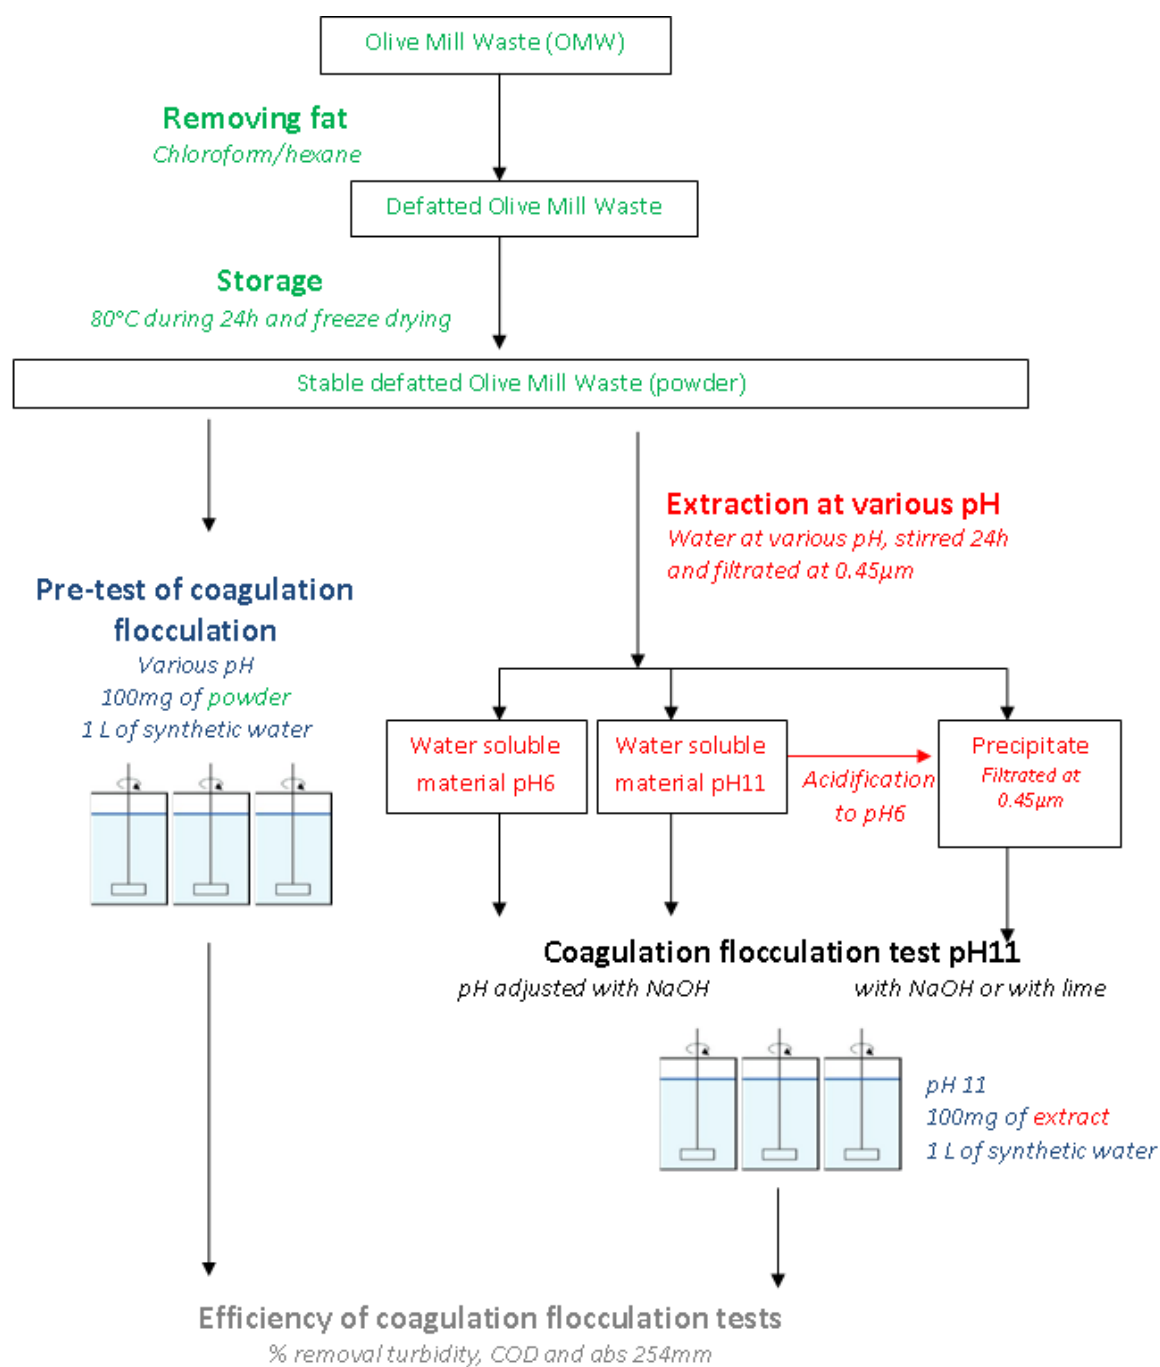 Olive Mill Waste (OMW)
Removing fat
Chloroform/hexane
Defatted Olive Mill Waste
Storage
80°C during 24h and freeze drying
Stable defatted Olive Mill Waste (powder)
Extraction at various pH
Water at various pH, stirred 24h
and filtrated at 0.45µm
Pre-test of coagulation
flocculation
Various pH
100mg of powder
1 L of synthetic water
Water soluble
material pH6
Water soluble
material pH11
Acidification
to pH6
Precipitate
Filtrated at
0.45µm
Coagulation flocculation test pH11
pH adjusted with NaOH
with NaOH or with lime
pH 11
100mg of extract
1 L of synthetic water
Efficiency of coagulation flocculation tests
% removal turbidity, COD and abs 254mm